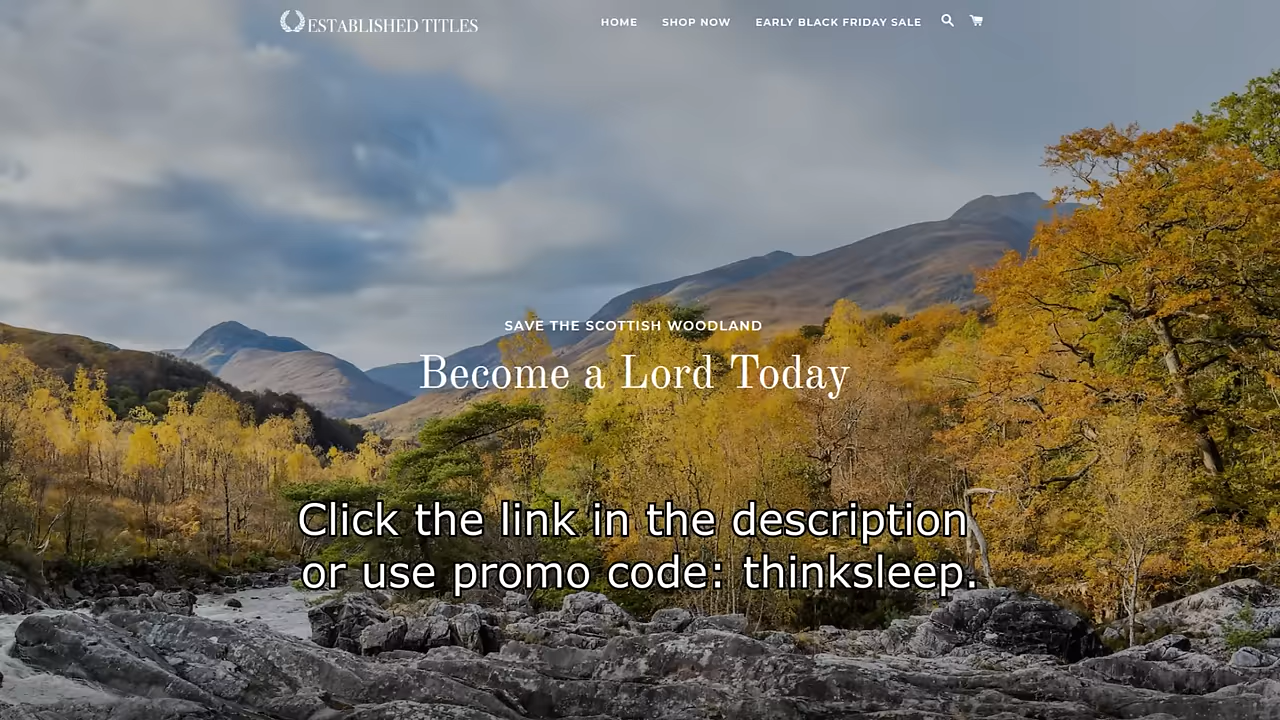 ESTABLISHED TITLES
HOME SHOP NOW EARLY BLACK FRIDAY SALE
SAVE THE SCOTTISH WOODLAND
Become a Lord Today
Click the link in the description
or use promo code: thinksleep.